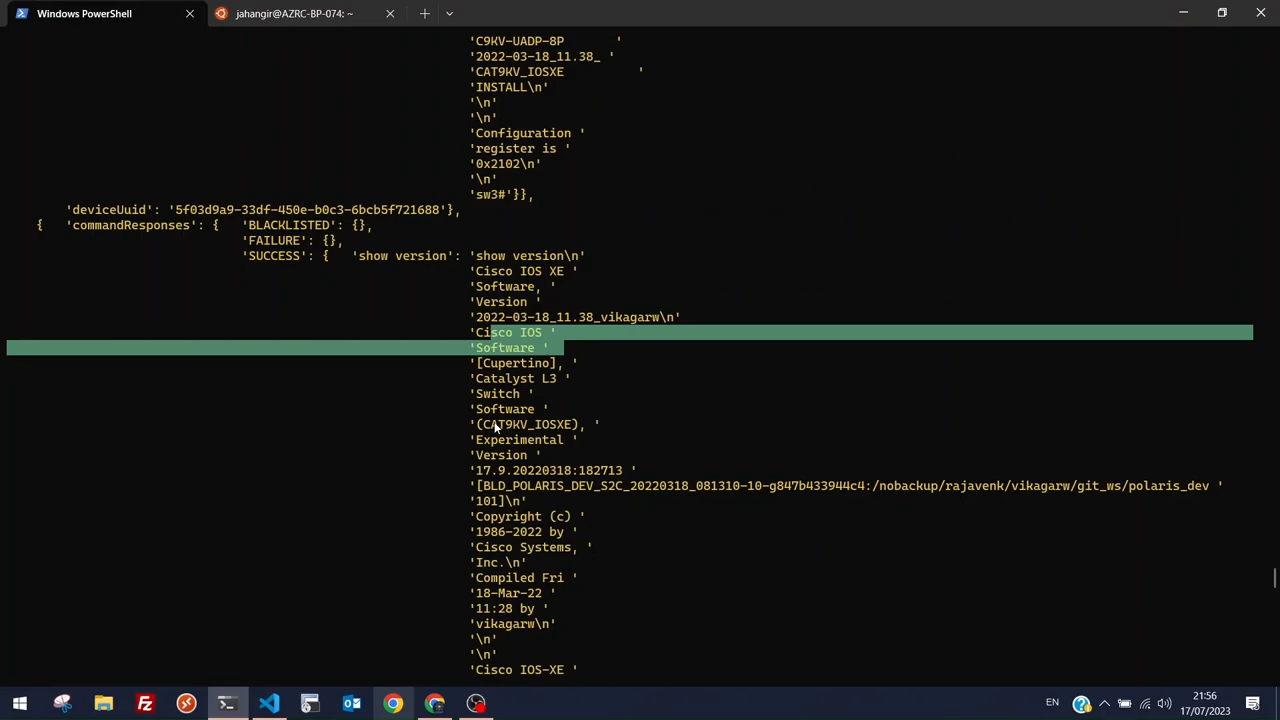 Windows PowerShell
jahangir@AZRC-BP-074: ~
'C9KV-UADP-8P       '
'2022-03-18_11.38_ '
'CAT9KV_IOSXE          '
'INSTALL\n'
'\n'
'\n'
'Configuration '
'register is '
'0x2102\n'
'\n'
'sw3#'}},
'deviceUuid': '5f03d9a9-33df-450e-b0c3-6bcb5f721688'},
{   'commandResponses': {   'BLACKLISTED': {},
'FAILURE': {},
'SUCCESS': {   'show version': 'show version\n'
'Cisco IOS XE '
'Software, '
'Version '
'2022-03-18_11.38_vikagarw\n'
'Cisco IOS '
'Software '
'[Cupertino], '
'Catalyst L3 '
'Switch '
'Software '
'(CAT9KV_IOSXE), '
'Experimental '
'Version '
'17.9.20220318:182713 '
'[BLD_POLARIS_DEV_S2C_20220318_081310-10-g847b433944c4:/nobackup/rajavenk/vikagarw/git_ws/polaris_dev '
'101]\n'
'Copyright (c) '
'1986-2022 by '
'Cisco Systems, '
'Inc.\n'
'Compiled Fri '
'18-Mar-22 '
'11:28 by '
'vikagarw\n'
'\n'
'\n'
'Cisco IOS-XE '
EN
21:56
17/07/2023